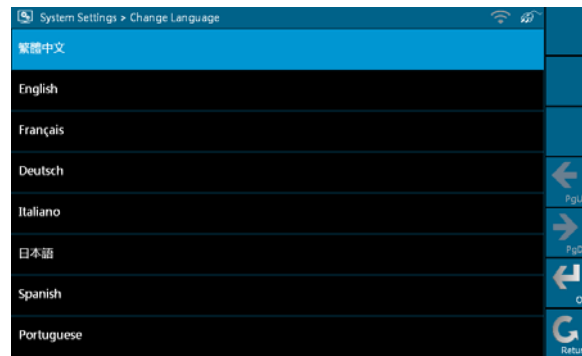 System Settings > Change Language
繁體中文
English
Français
Deutsch
Italiano
日本語
Spanish
Portuguese